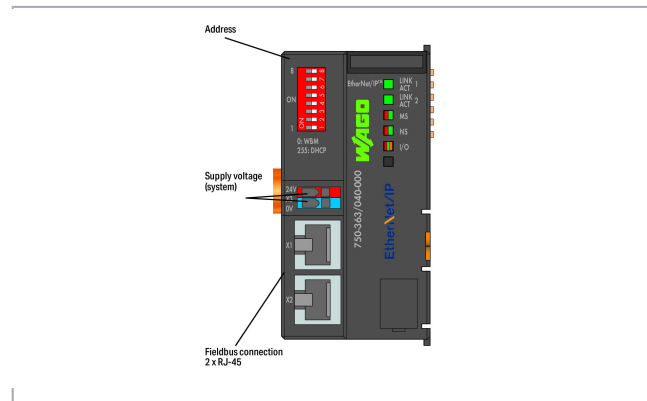 Address
8
ON
1
ON
1 2 3 4 5 6 7 8
0: WBM
255: DHCP
EtherNet/IP™
LINK 1
ACT
LINK 2
ACT
MS
NS
I/O
WAGO
750-363/040-000
EtherNet/IP
Supply voltage
(system)
24V
X3
0V
X1
X2
Fieldbus connection
2 x RJ-45